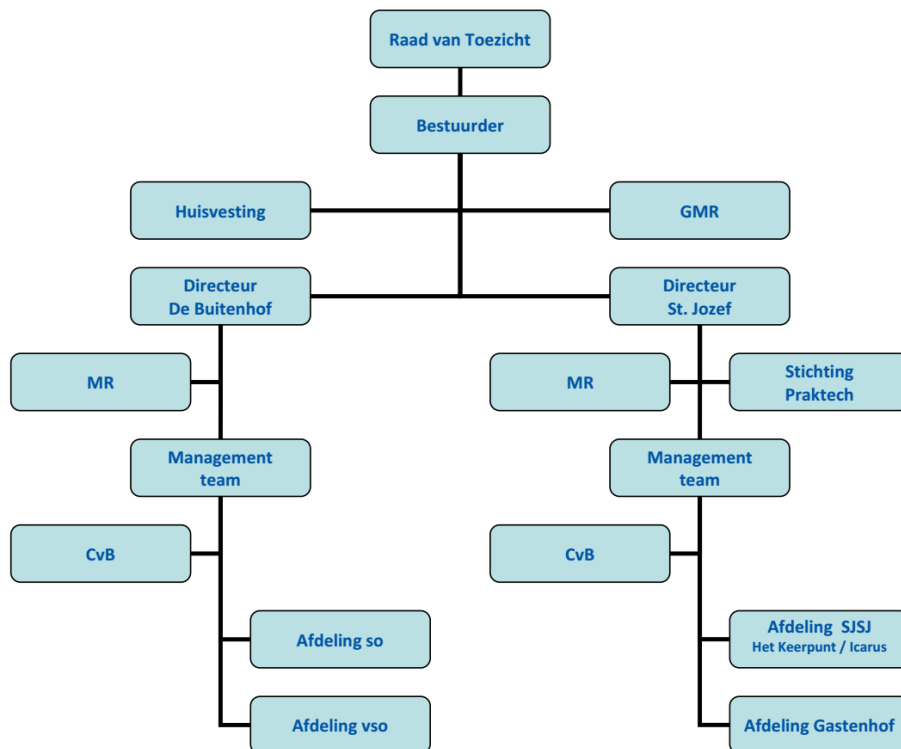 Raad van Toezicht
Bestuurder
Huisvesting
GMR
Directeur
De Buitenhof
Directeur
St. Jozef
MR
MR
Stichting
Praktech
Management
team
Management
team
CvB
CvB
Afdeling so
Afdeling SJSJ
Het Keerpunt / Icarus
Afdeling vso
Afdeling Gastenhof